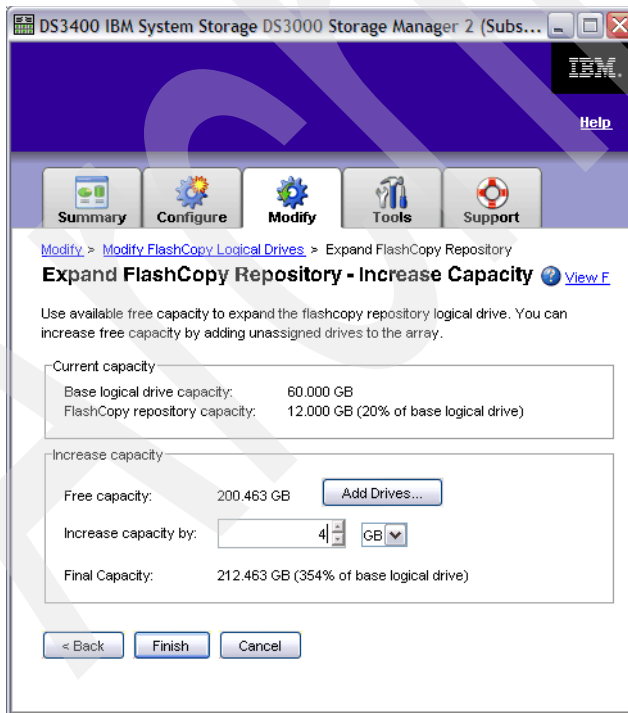 DS3400 IBM System Storage DS3000 Storage Manager 2 (Subs...
IBM.
Help
Summary
Configure
Modify
Tools
Support
Modify > Modify FlashCopy Logical Drives > Expand FlashCopy Repository
Expand FlashCopy Repository - Increase Capacity ? View F
Use available free capacity to expand the flashcopy repository logical drive. You can
increase free capacity by adding unassigned drives to the array.
Current capacity
Base logical drive capacity: 60.000 GB
FlashCopy repository capacity: 12.000 GB (20% of base logical drive)
Increase capacity
Free capacity: 200.463 GB Add Drives...
Increase capacity by: 4 GB
Final Capacity: 212.463 GB (354% of base logical drive)
< Back Finish Cancel